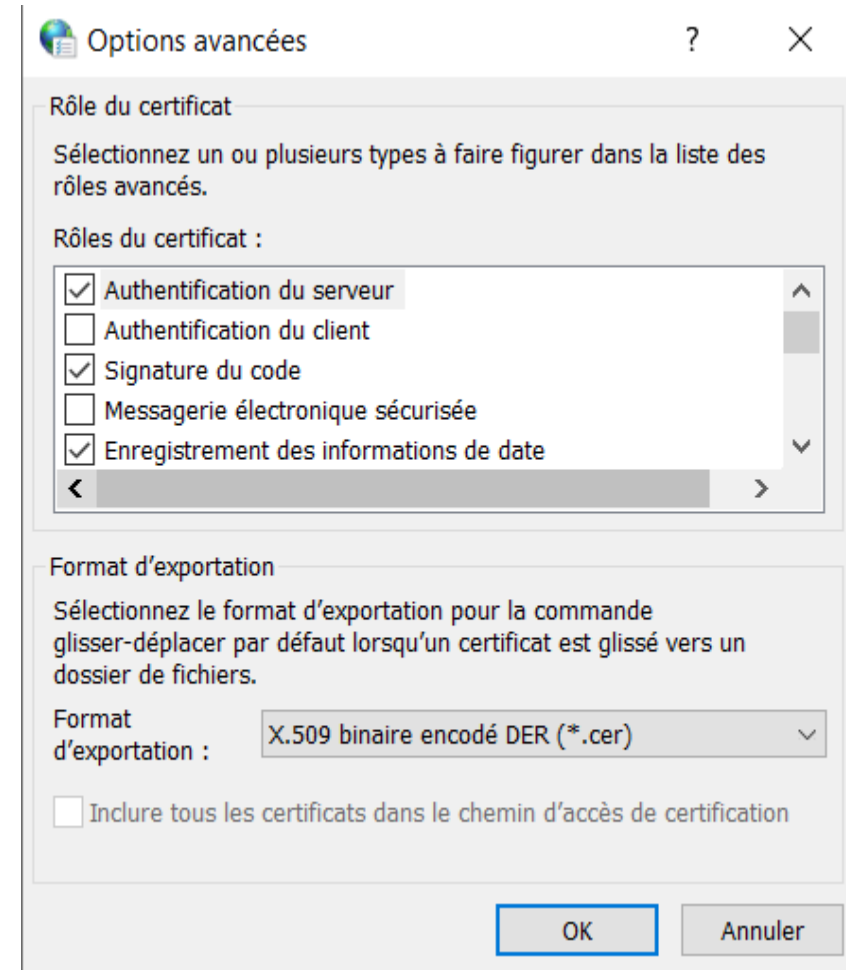 Options avancées
?
Rôle du certificat
Sélectionnez un ou plusieurs types à faire figurer dans la liste des
rôles avancés.
Rôles du certificat :
Authentification du serveur
Authentification du client
Signature du code
Messagerie électronique sécurisée
Enregistrement des informations de date
Format d’exportation
Sélectionnez le format d’exportation pour la commande
glisser-déplacer par défaut lorsqu’un certificat est glissé vers un
dossier de fichiers.
Format
d’exportation :
X.509 binaire encodé DER (*.cer)
Inclure tous les certificats dans le chemin d’accès de certification
OK
Annuler